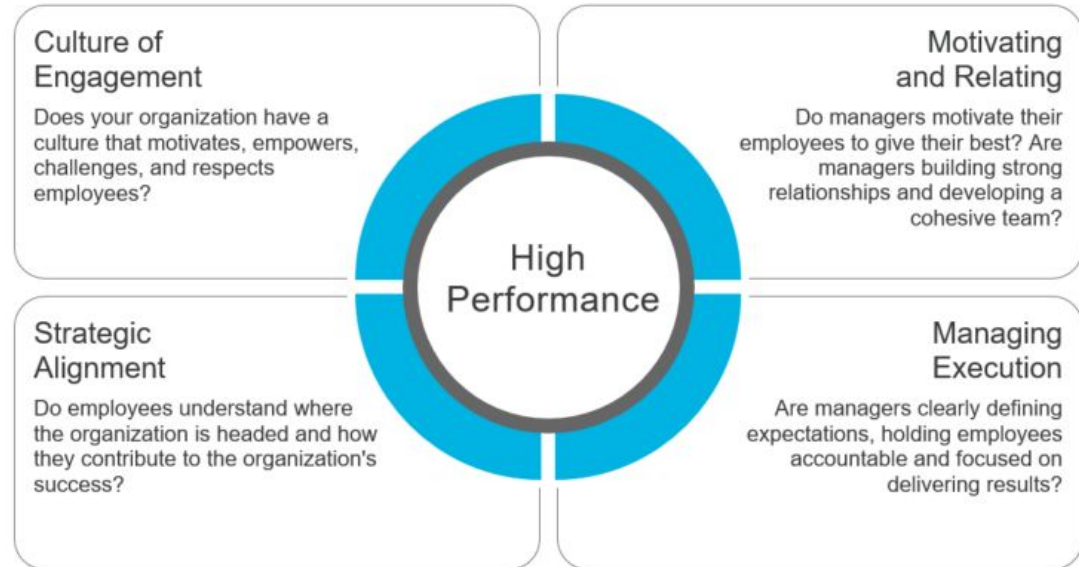 Culture of
Engagement
Does your organization have a
culture that motivates, empowers,
challenges, and respects
employees?
Motivating
and Relating
Do managers motivate their
employees to give their best? Are
managers building strong
relationships and developing a
cohesive team?
High
Performance
Strategic
Alignment
Do employees understand where
the organization is headed and how
they contribute to the organization's
success?
Managing
Execution
Are managers clearly defining
expectations, holding employees
accountable and focused on
delivering results?